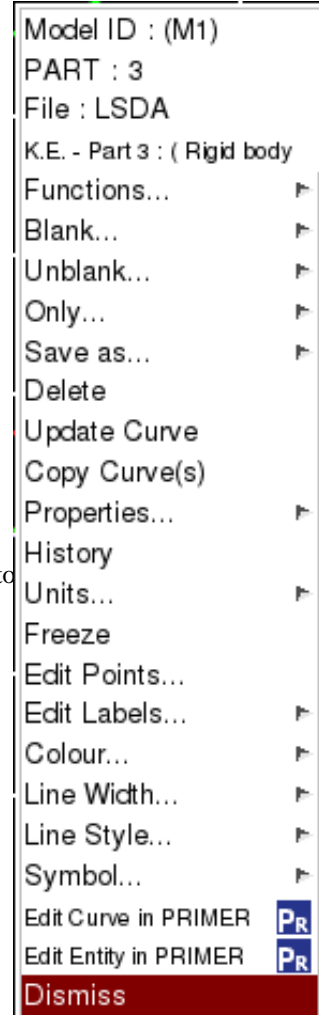 Model ID : (M1)
PART : 3
File : LSDA
K.E. - Part 3 : ( Rigid body
Functions...
Blank...
Unblank...
Only...
Save as...
Delete
Update Curve
Copy Curve(s)
Properties...
History
to
Units...
Freeze
Edit Points...
Edit Labels...
Colour...
Line Width...
Line Style...
Symbol...
Edit Curve in PRIMER PR
Edit Entity in PRIMER PR
Dismiss